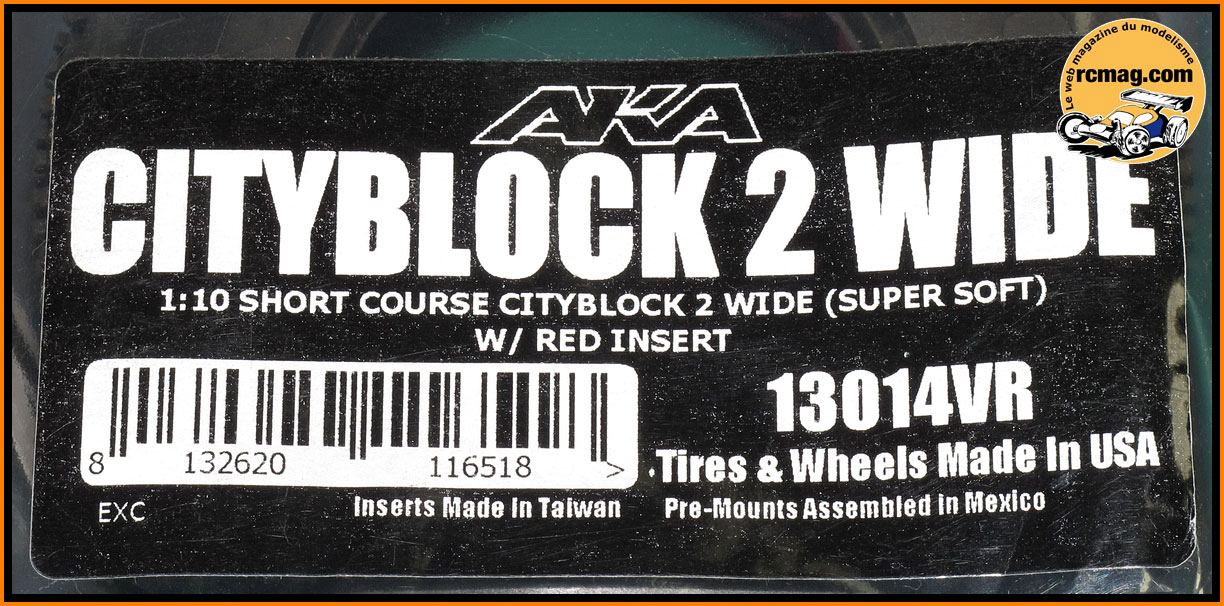 Le web magazine du modelisme
rcmag.com
AKA
CITYBLOCK 2 WIDE
1:10 SHORT COURSE CITYBLOCK 2 WIDE (SUPER SOFT)
W/ RED INSERT
13014VR
8 132620 116518 >
Tires & Wheels Made In USA
EXC
Inserts Made In Taiwan
Pre-Mounts Assembled in Mexico